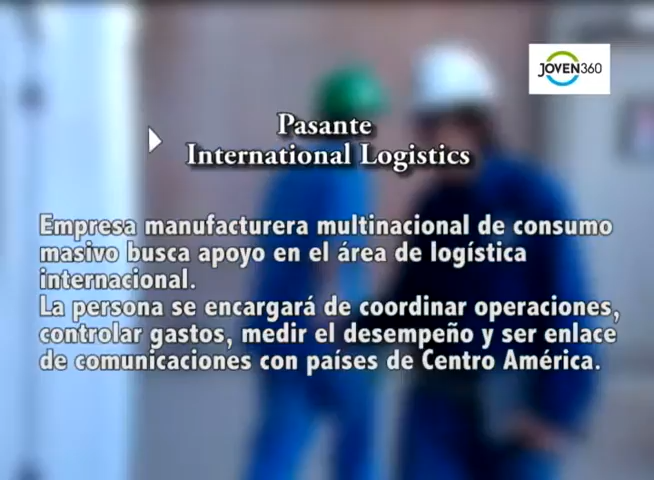 JOVEN360
Pasante
International Logistics
Empresa manufacturera multinacional de consumo
masivo busca apoyo en el área de logística
internacional.
La persona se encargará de coordinar operaciones,
controlar gastos, medir el desempeño y ser enlace
de comunicaciones con países de Centro América.